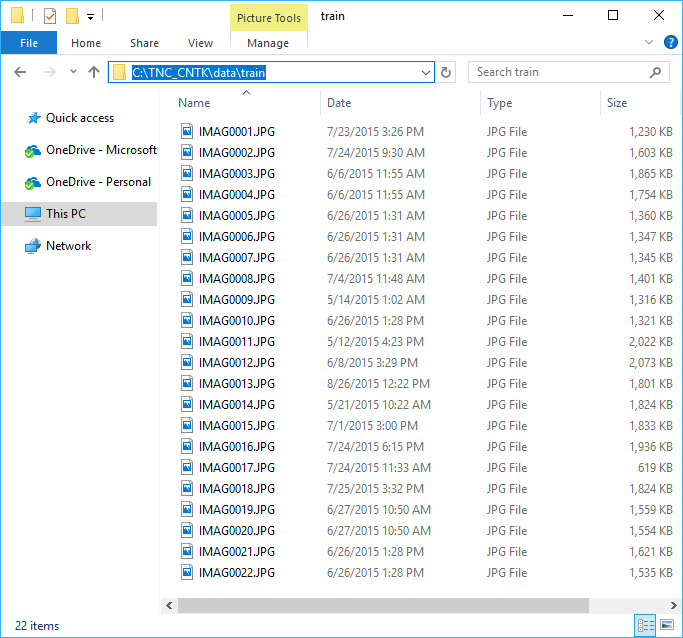 Picture Tools train
File Home Share View Manage
C:\TNC_CNTK\data\train Search train
Name Date Type Size
Quick access
OneDrive - Microsoft
OneDrive - Personal
This PC
Network
IMAG0001.JPG 7/23/2015 3:26 PM JPG File 1,230 KB
IMAG0002.JPG 7/24/2015 9:30 AM JPG File 1,603 KB
IMAG0003.JPG 6/6/2015 11:55 AM JPG File 1,865 KB
IMAG0004.JPG 6/6/2015 11:55 AM JPG File 1,754 KB
IMAG0005.JPG 6/26/2015 1:31 AM JPG File 1,360 KB
IMAG0006.JPG 6/26/2015 1:31 AM JPG File 1,347 KB
IMAG0007.JPG 6/26/2015 1:31 AM JPG File 1,345 KB
IMAG0008.JPG 7/4/2015 11:48 AM JPG File 1,401 KB
IMAG0009.JPG 5/14/2015 1:02 AM JPG File 1,316 KB
IMAG0010.JPG 6/26/2015 1:28 PM JPG File 1,321 KB
IMAG0011.JPG 5/12/2015 4:23 PM JPG File 2,022 KB
IMAG0012.JPG 6/8/2015 3:29 PM JPG File 2,073 KB
IMAG0013.JPG 8/26/2015 12:22 PM JPG File 1,801 KB
IMAG0014.JPG 5/21/2015 10:22 AM JPG File 1,824 KB
IMAG0015.JPG 7/1/2015 3:00 PM JPG File 1,833 KB
IMAG0016.JPG 7/24/2015 6:15 PM JPG File 1,936 KB
IMAG0017.JPG 7/24/2015 11:33 AM JPG File 619 KB
IMAG0018.JPG 7/25/2015 3:32 PM JPG File 1,824 KB
IMAG0019.JPG 6/27/2015 10:50 AM JPG File 1,559 KB
IMAG0020.JPG 6/27/2015 10:50 AM JPG File 1,554 KB
IMAG0021.JPG 6/26/2015 1:28 PM JPG File 1,621 KB
IMAG0022.JPG 6/26/2015 1:28 PM JPG File 1,535 KB
22 items